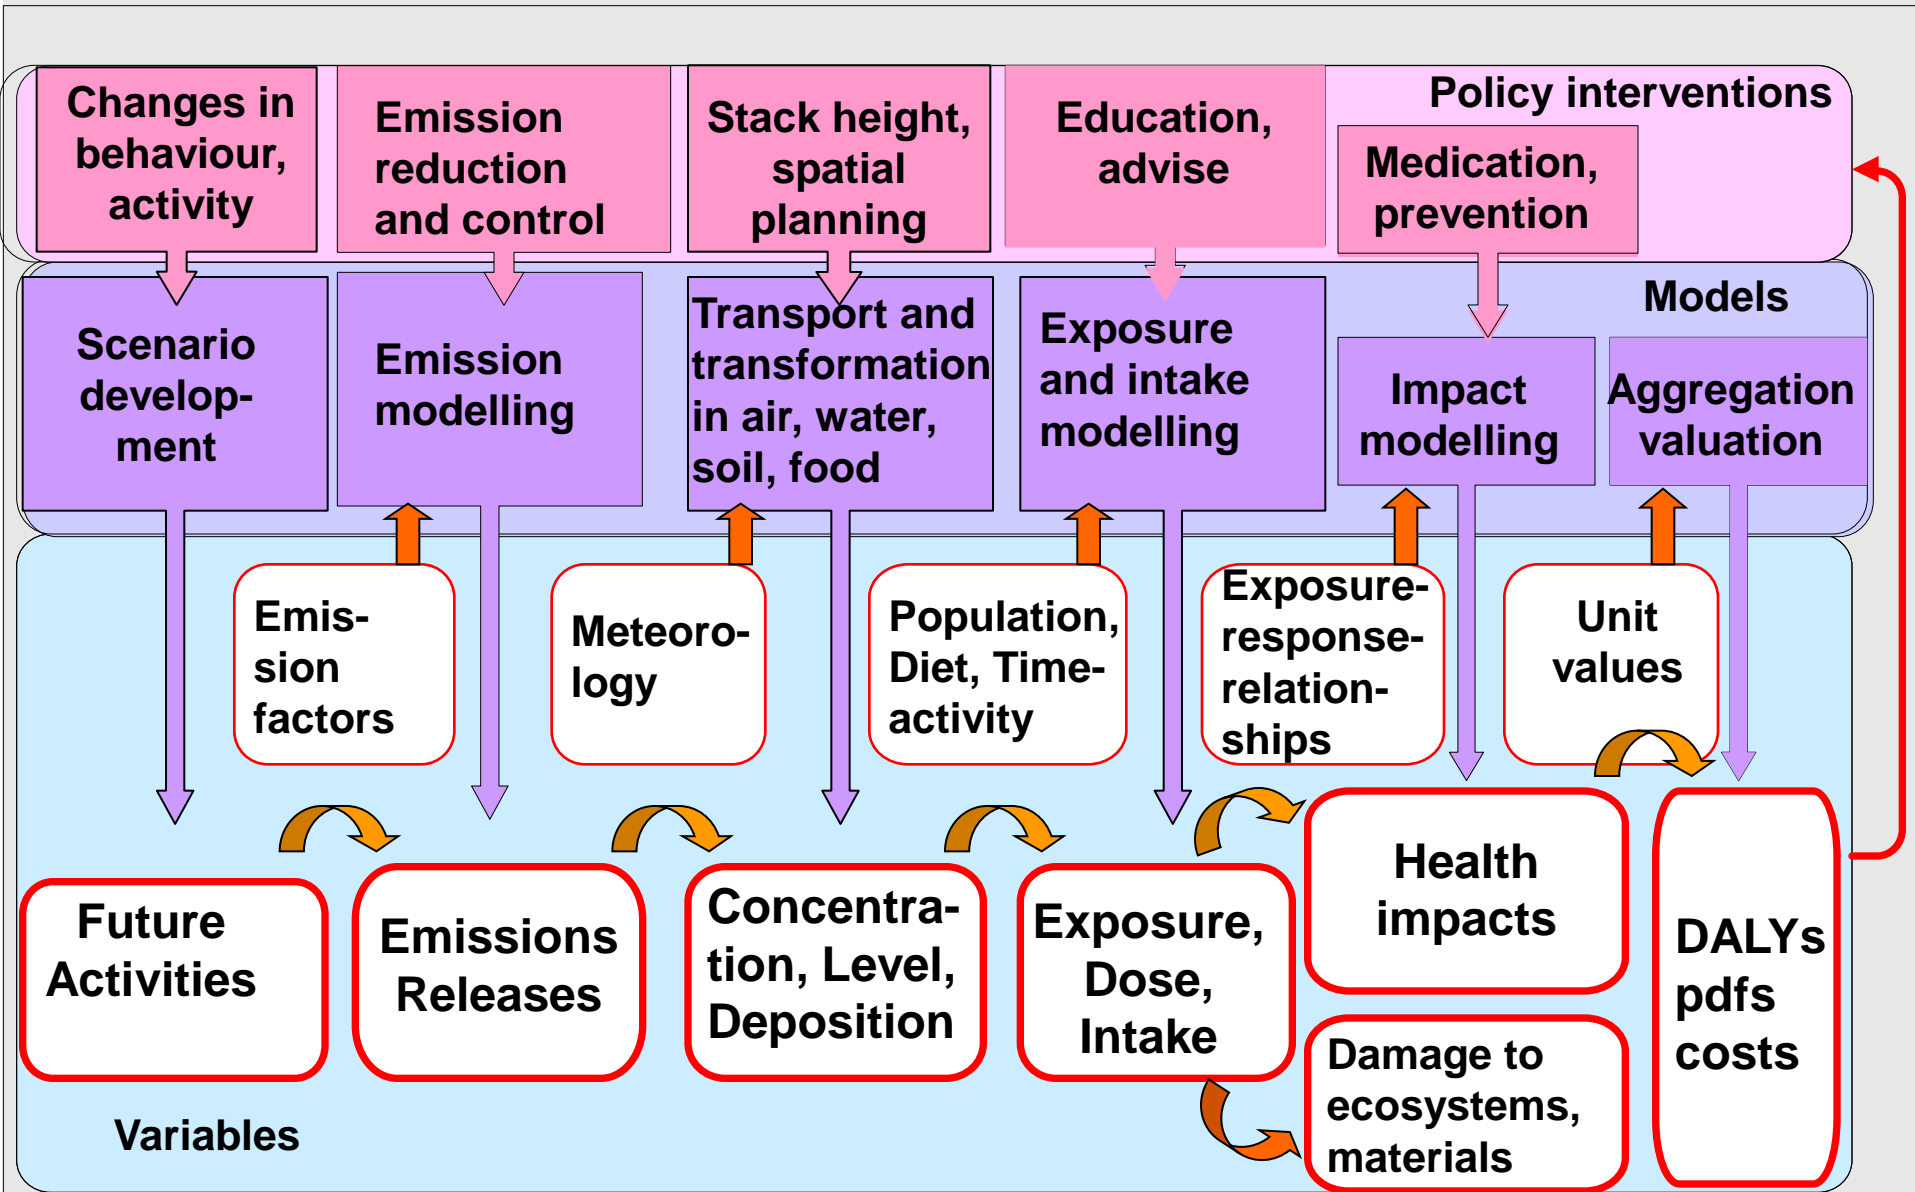 Changes in
behaviour,
activity
Emission
reduction
and control
Stack height,
spatial
planning
Education,
advise
Policy interventions
Medication,
prevention
Models
Scenario
develop-
ment
Emission
modelling
Transport and
transformation
in air, water,
soil, food
Exposure
and intake
modelling
Impact
modelling
Aggregation
valuation
Emis-
sion
factors
Meteoro-
logy
Population,
Diet, Time-
activity
Exposure-
response-
relation-
ships
Unit
values
Future
Activities
Emissions
Releases
Concentra-
tion, Level,
Deposition
Exposure,
Dose,
Intake
Health
impacts
Damage to
ecosystems,
materials
DALYs
pdfs
costs
Variables